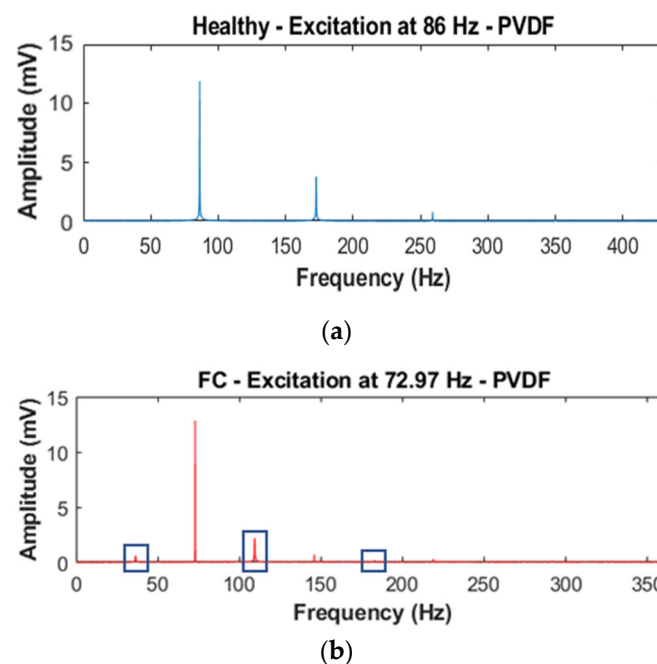 Healthy - Excitation at 86 Hz - PVDF
Amplitude (mV)
15
10
5
0
0 50 100 150 200 250 300 350 400
Frequency (Hz)
(a)
FC - Excitation at 72.97 Hz - PVDF
Amplitude (mV)
15
10
5
0
0 50 100 150 200 250 300 350
Frequency (Hz)
(b)